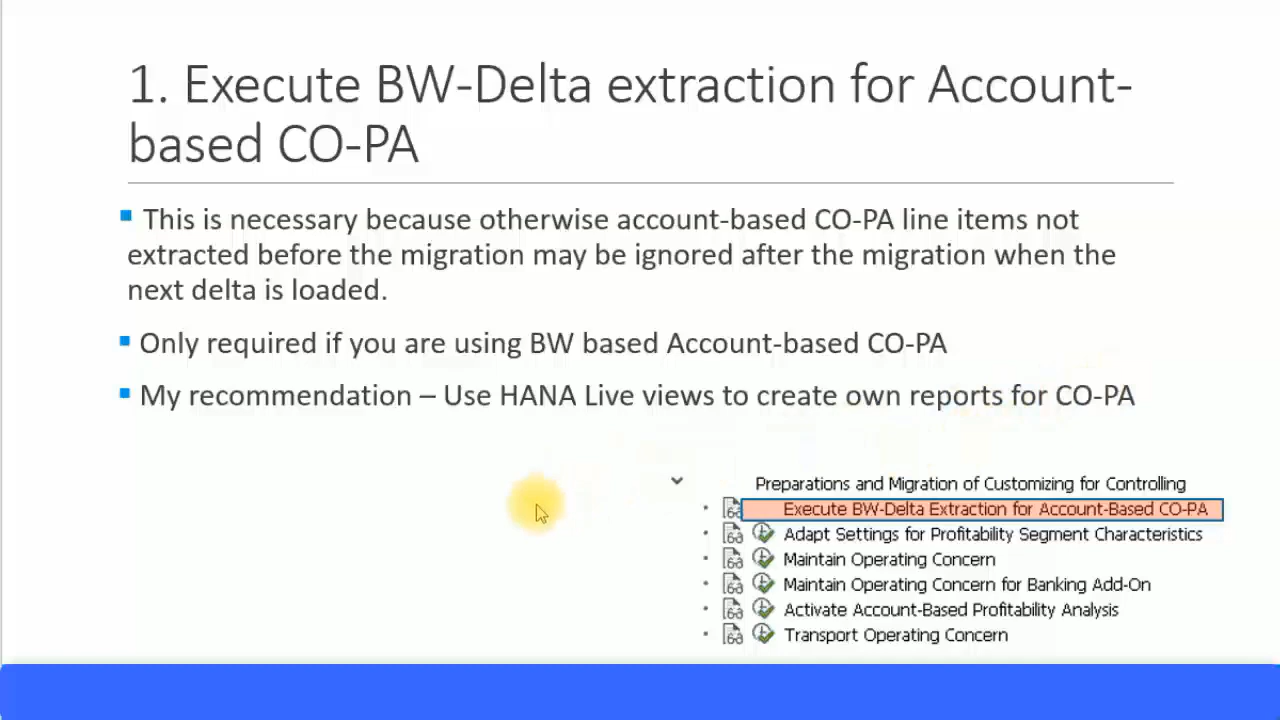 1. Execute BW-Delta extraction for Account-
based CO-PA
This is necessary because otherwise account-based CO-PA line items not
extracted before the migration may be ignored after the migration when the
next delta is loaded.
Only required if you are using BW based Account-based CO-PA
My recommendation – Use HANA Live views to create own reports for CO-PA
Preparations and Migration of Customizing for Controlling
Execute BW-Delta Extraction for Account-Based CO-PA
Adapt Settings for Profitability Segment Characteristics
Maintain Operating Concern
Maintain Operating Concern for Banking Add-On
Activate Account-Based Profitability Analysis
Transport Operating Concern